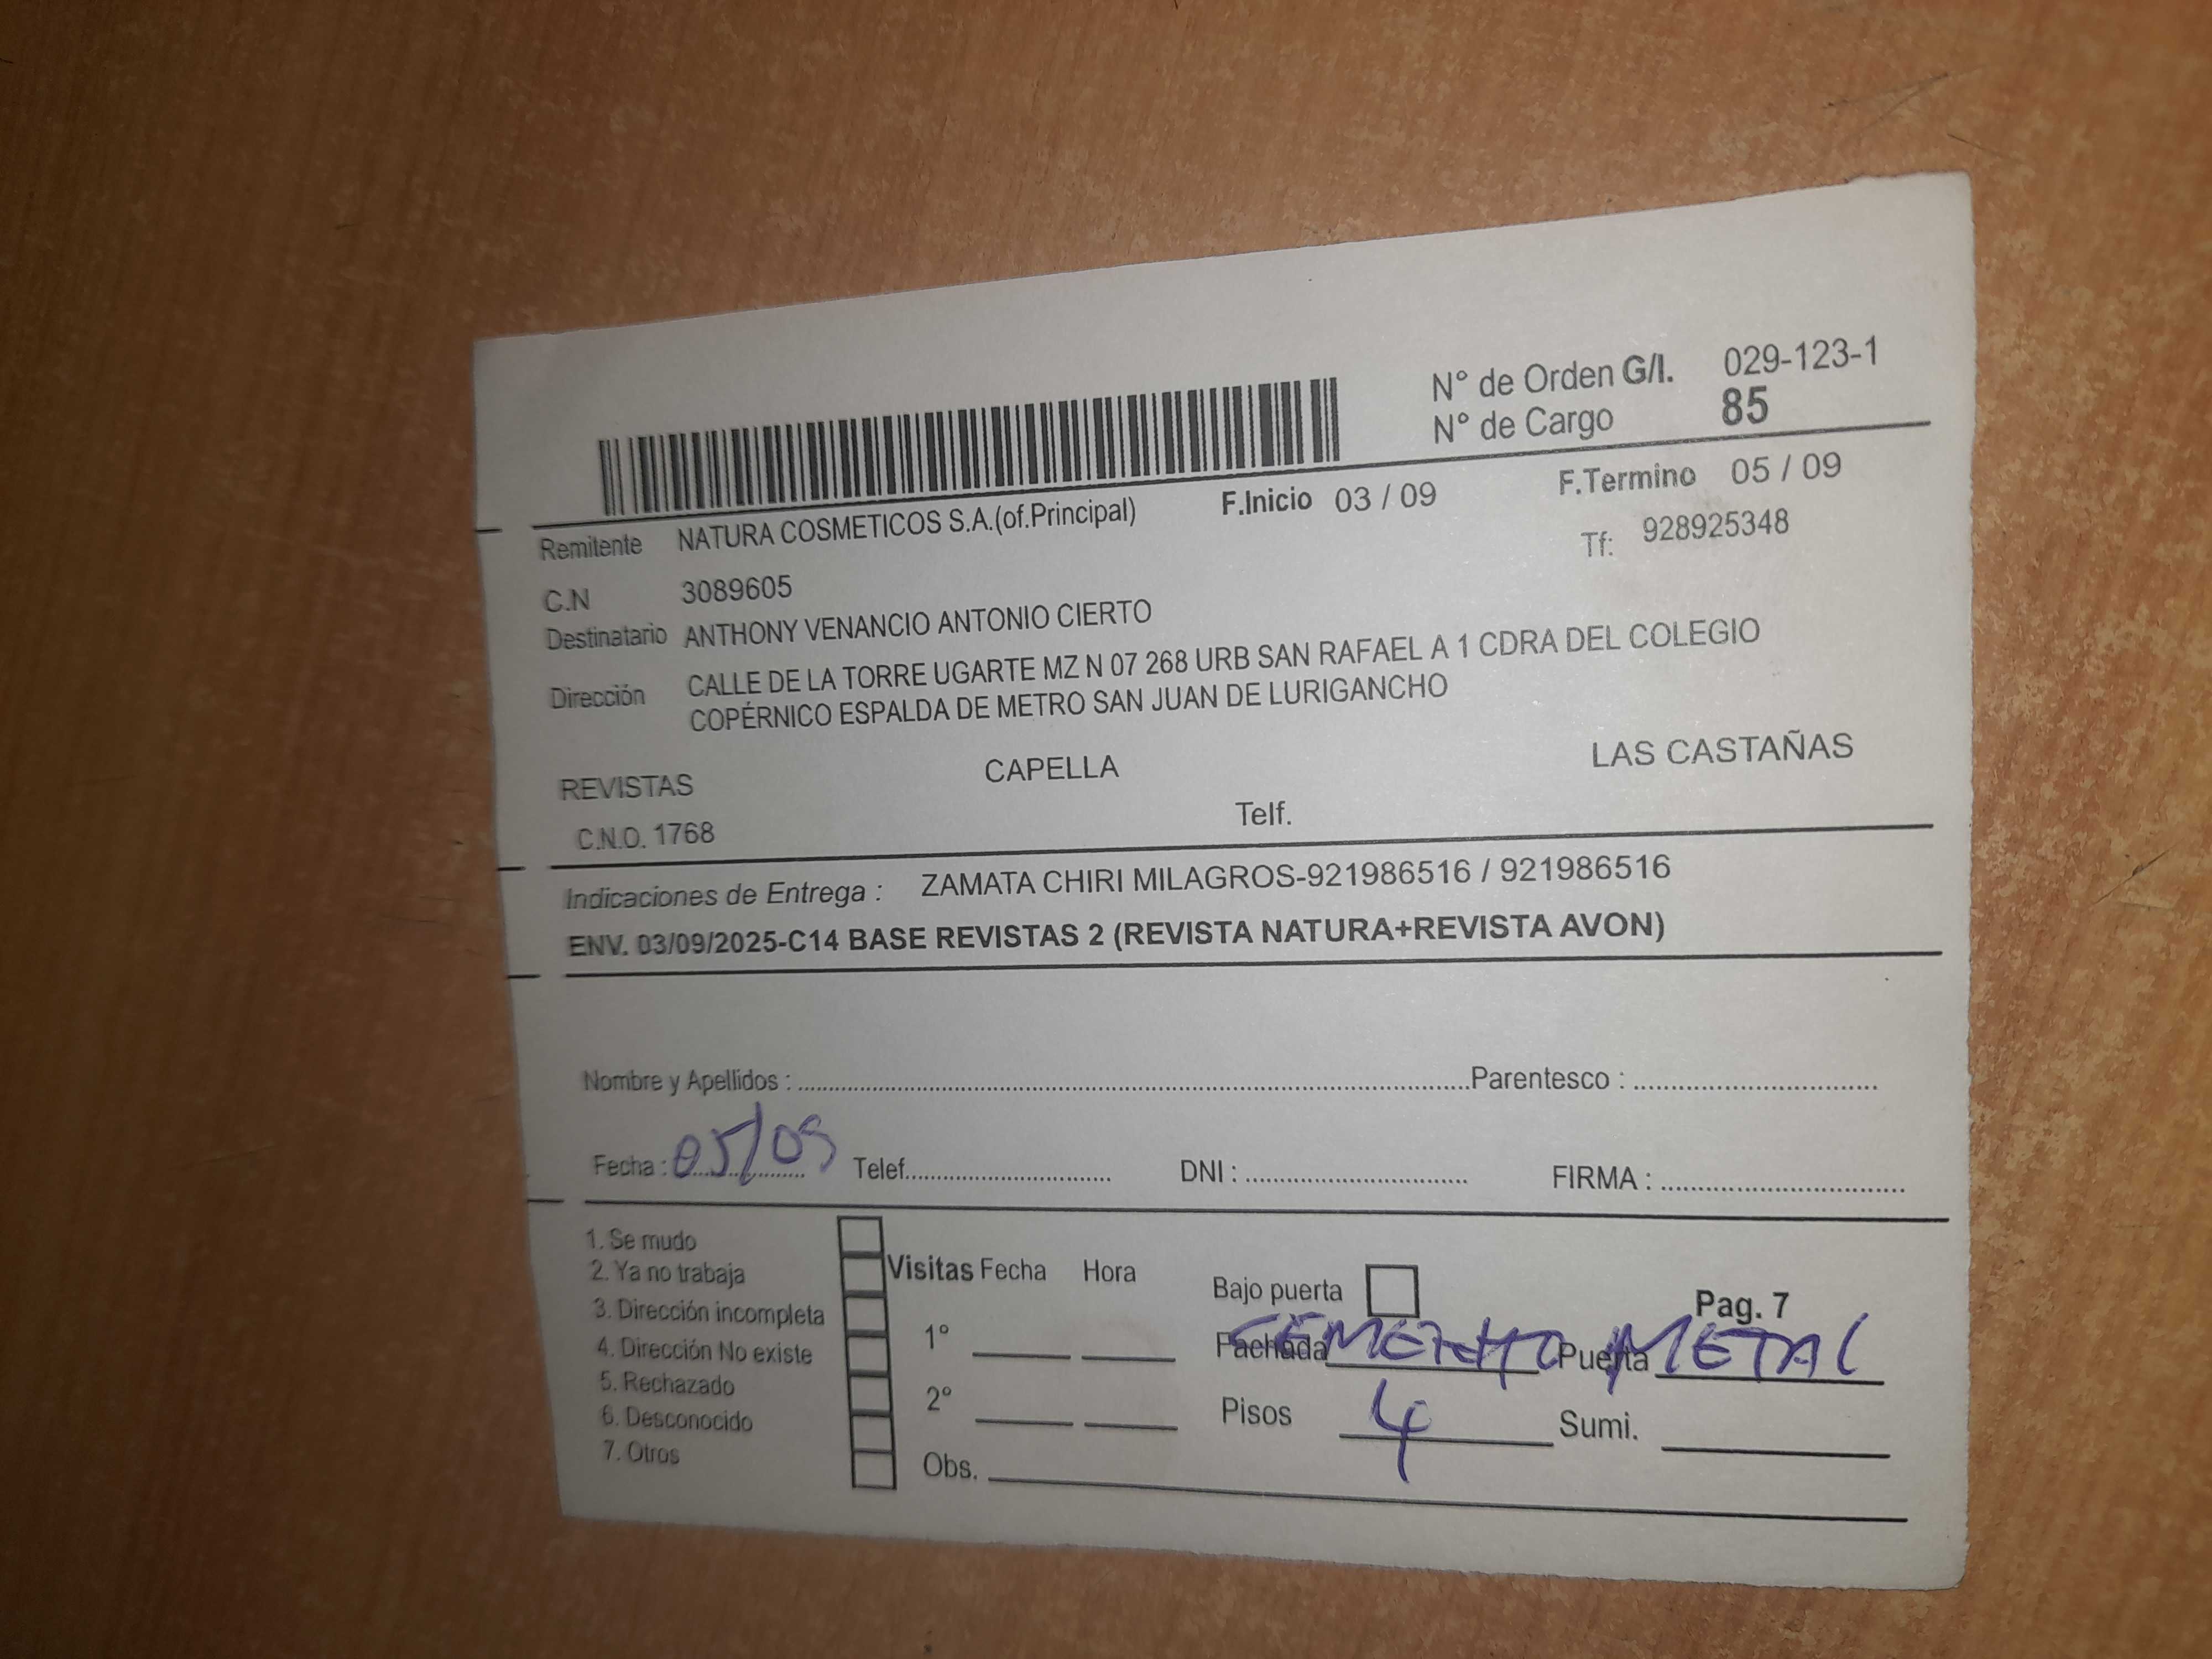 N° de Orden G/I. 029-123-1
N° de Cargo 85
F.Inicio 03 / 09 F.Termino 05 / 09
Remitente NATURA COSMETICOS S.A.(of.Principal) Tf: 928925348
C.N 3089605
Destinatario ANTHONY VENANCIO ANTONIO CIERTO
Dirección CALLE DE LA TORRE UGARTE MZ N 07 268 URB SAN RAFAEL A 1 CDRA DEL COLEGIO
COPÉRNICO ESPALDA DE METRO SAN JUAN DE LURIGANCHO
REVISTAS CAPELLA LAS CASTAÑAS
C.N.O. 1768 Telf.
Indicaciones de Entrega : ZAMATA CHIRI MILAGROS-921986516 / 921986516
ENV. 03/09/2025-C14 BASE REVISTAS 2 (REVISTA NATURA+REVISTA AVON)
Nombre y Apellidos : Parentesco :
Fecha : 05/09 Telef. DNI : FIRMA :
1. Se mudo
2. Ya no trabaja
3. Dirección incompleta
4. Dirección No existe
5. Rechazado
6. Desconocido
7. Otros
Visitas Fecha Hora
1°
2°
Obs.
Bajo puerta Pag. 7
Fachada CEMENTO Puerta METAL
Pisos 4 Sumi.